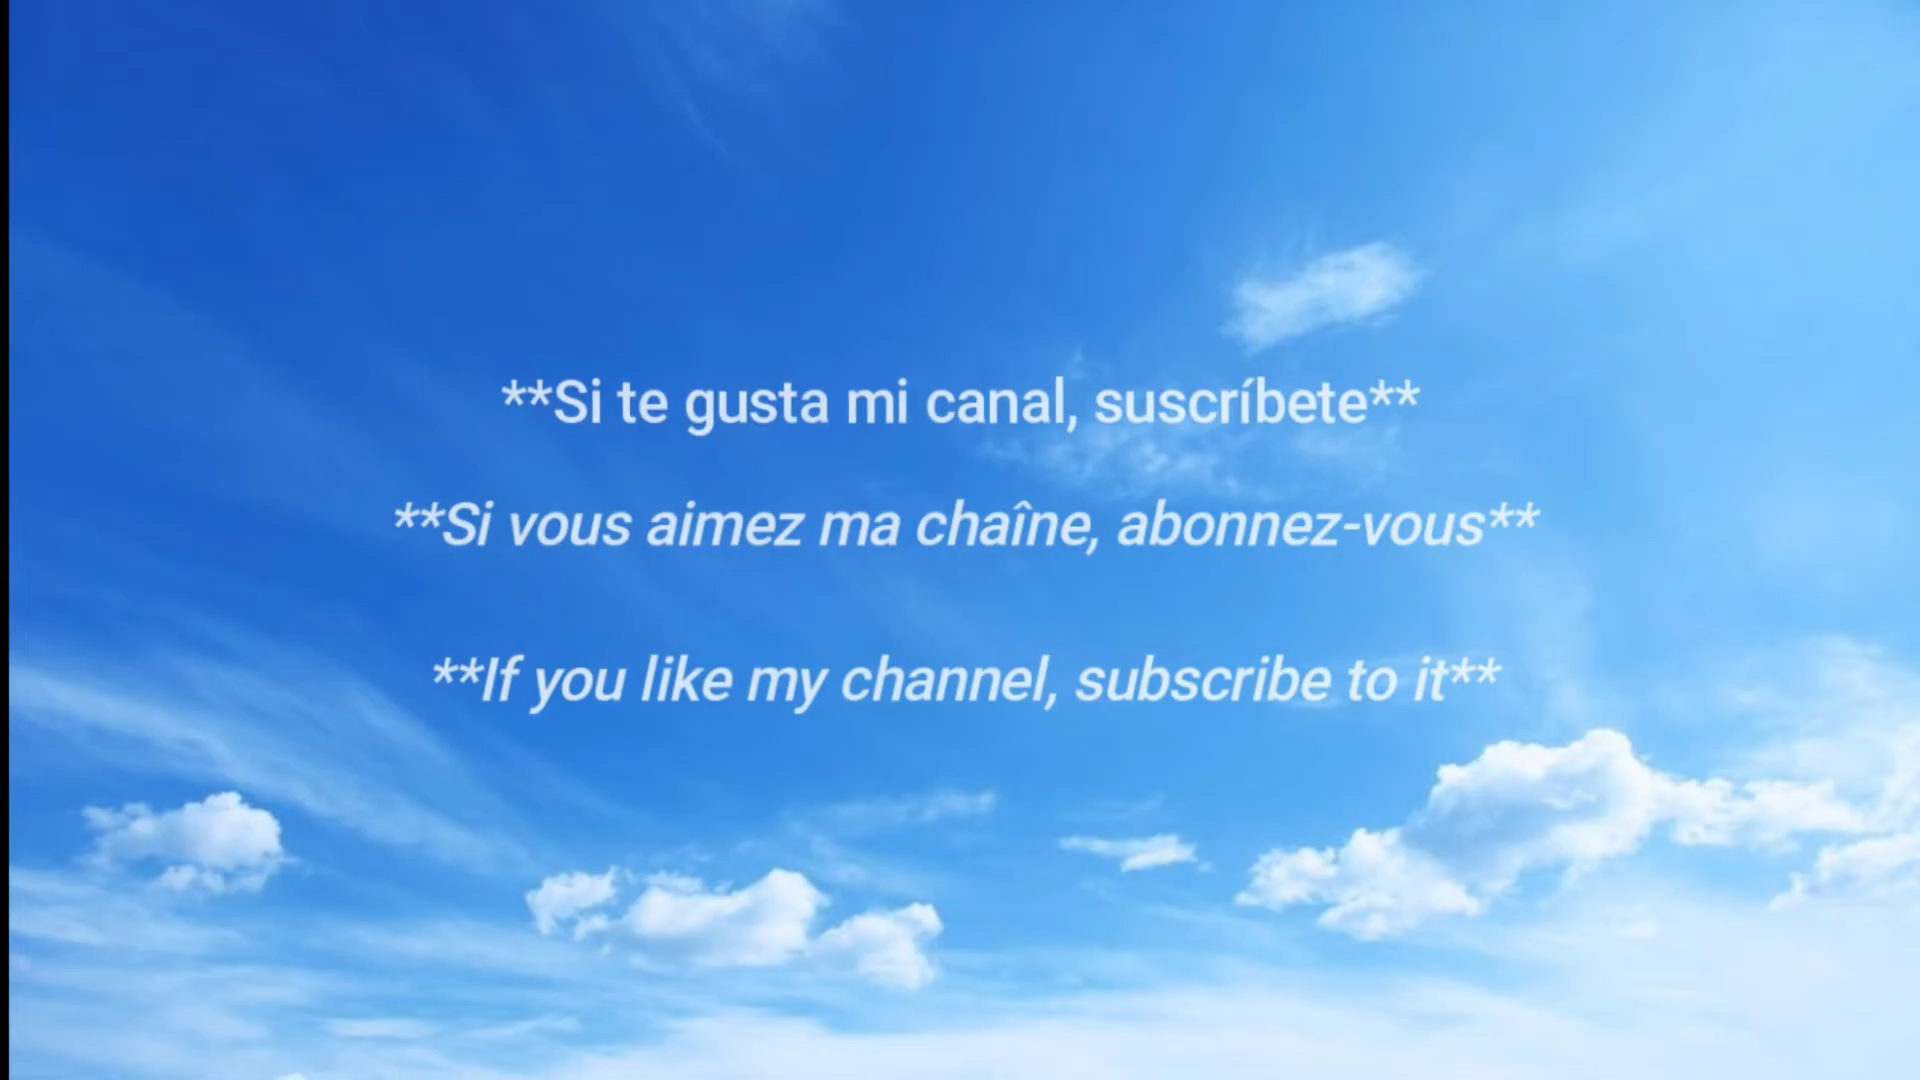 **Si te gusta mi canal, suscríbete**
**Si vous aimez ma chaîne, abonnez-vous**
**If you like my channel, subscribe to it**